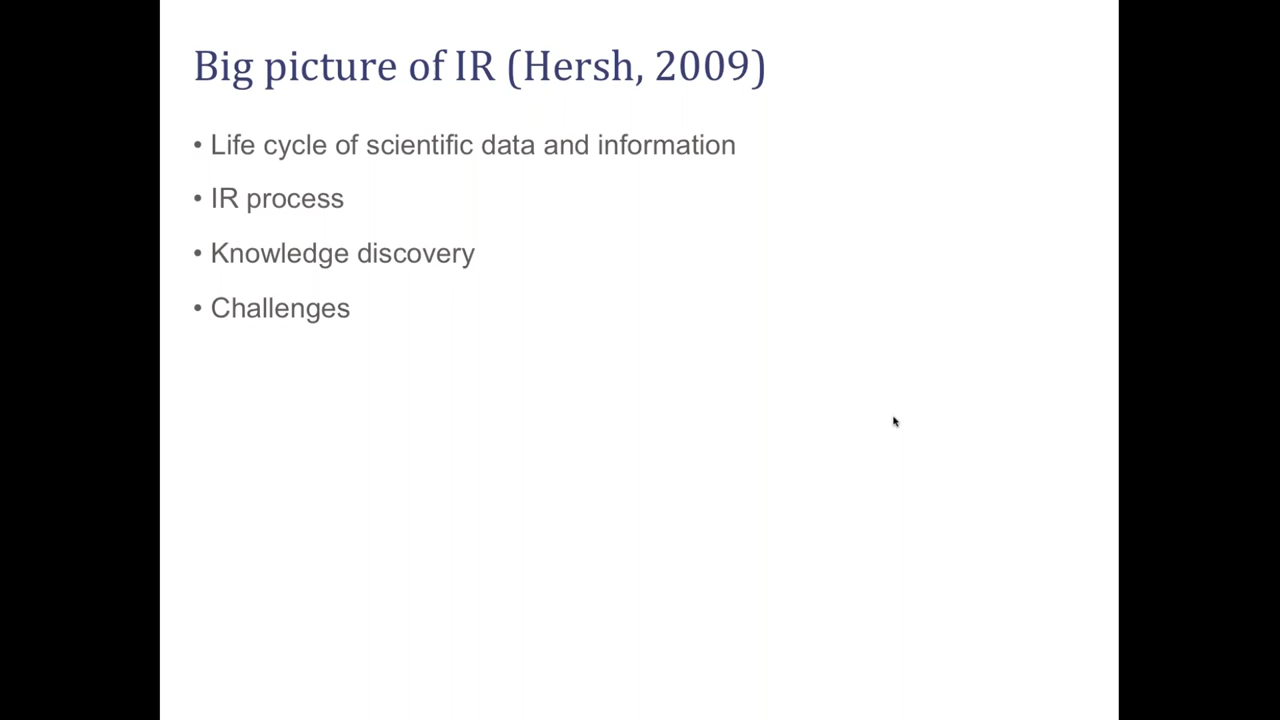 Big picture of IR (Hersh, 2009)
• Life cycle of scientific data and information
• IR process
• Knowledge discovery
• Challenges